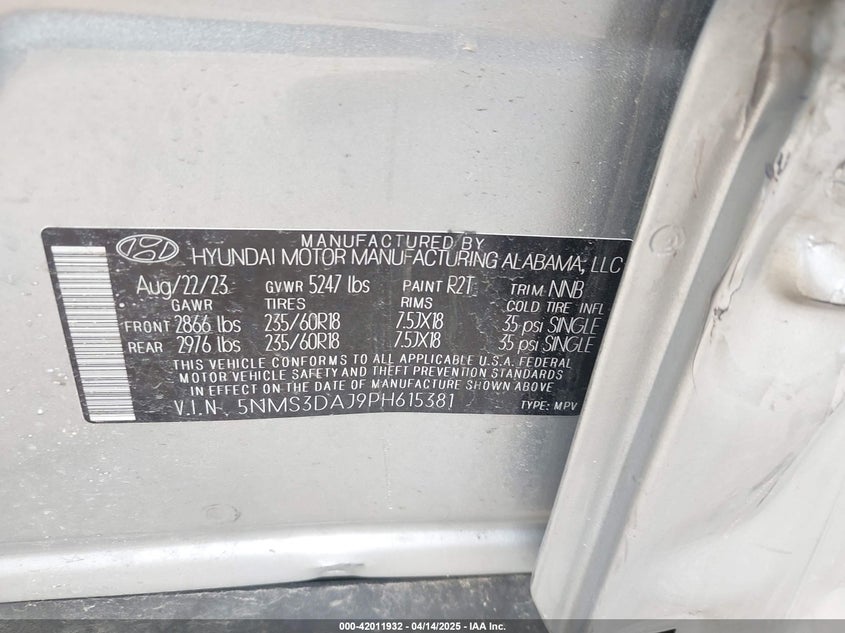 MANUFACTURED BY
HYUNDAI MOTOR MANUFACTURING ALABAMA, LLC
Aug/22/23 GVWR 5247 lbs PAINT R2T TRIM NNB
GAWR TIRES RIMS COLD TIRE INFL
FRONT 2866 lbs 235/60R18 7.5JX18 35 psi SINGLE
REAR 2976 lbs 235/60R18 7.5JX18 35 psi SINGLE
THIS VEHICLE CONFORMS TO ALL APPLICABLE U.S.A. FEDERAL
MOTOR VEHICLE SAFETY AND THEFT PREVENTION STANDARDS
IN EFFECT ON THE DATE OF MANUFACTURE SHOWN ABOVE
V.I.N 5NMS3DAJ9PH615381 TYPE: MPV
000-42011932 - 04/14/2025 - IAA Inc.